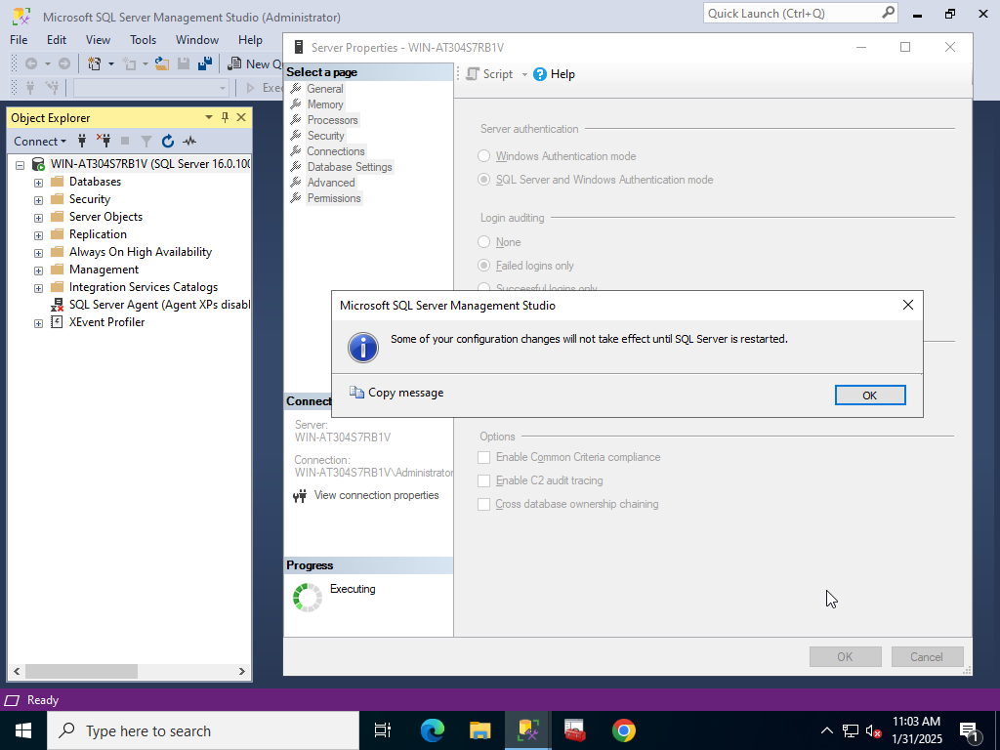 Microsoft SQL Server Management Studio (Administrator)
Quick Launch (Ctrl+Q)
File Edit View Tools Window Help
New Q
Exec
Object Explorer
Connect
WIN-AT304S7RB1V (SQL Server 16.0.100
Databases
Security
Server Objects
Replication
Always On High Availability
Management
Integration Services Catalogs
SQL Server Agent (Agent XPs disabl
XEvent Profiler
Server Properties - WIN-AT304S7RB1V
Select a page
General
Memory
Processors
Security
Connections
Database Settings
Advanced
Permissions
Script
Help
Server authentication
Windows Authentication mode
SQL Server and Windows Authentication mode
Login auditing
None
Failed logins only
Successful logins only
Microsoft SQL Server Management Studio
Some of your configuration changes will not take effect until SQL Server is restarted.
Copy message
OK
Connect
Server:
WIN-AT304S7RB1V
Connection:
WIN-AT304S7RB1V\Administrator
View connection properties
Options
Enable Common Criteria compliance
Enable C2 audit tracing
Cross database ownership chaining
Progress
Executing
OK
Cancel
Ready
Type here to search
11:03 AM
1/31/2025
1